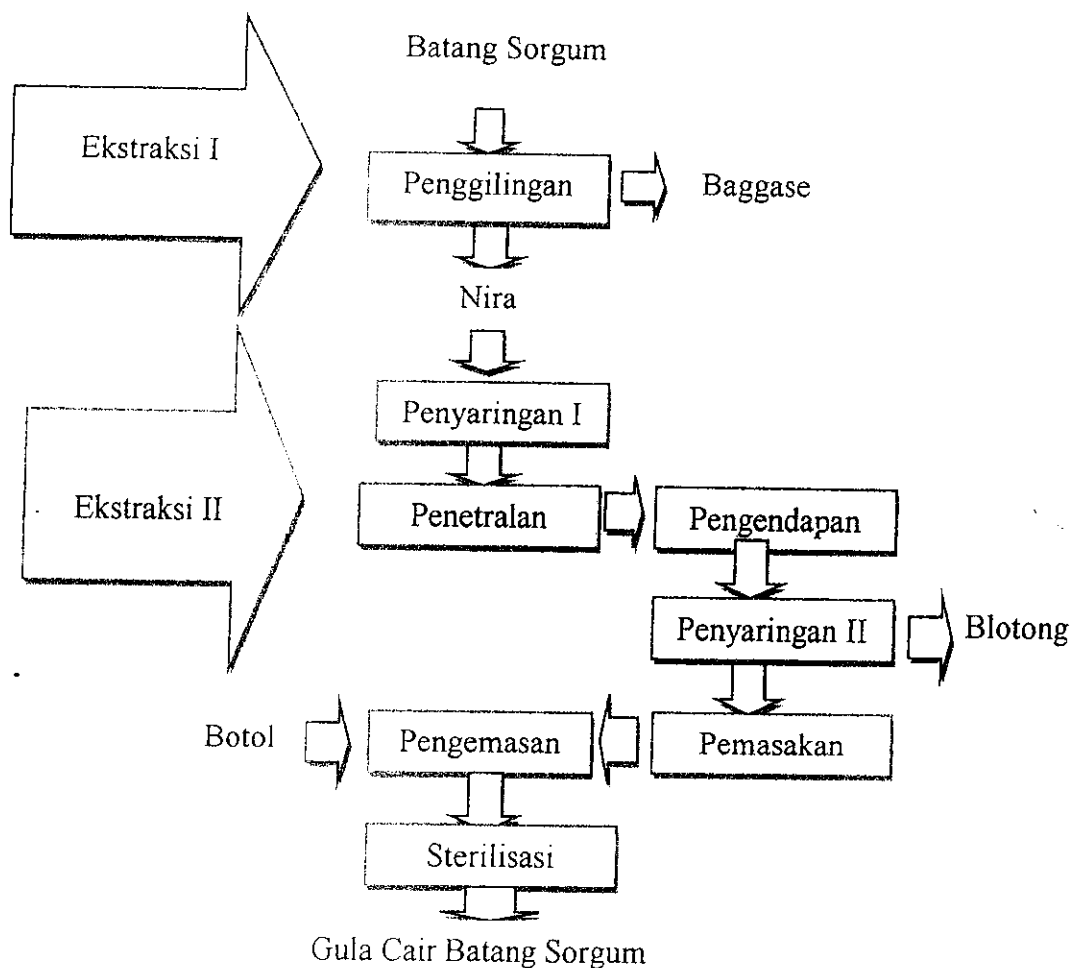 Batang Sorgum
Ekstraksi I
Penggilingan
Baggase
Nira
Penyaringan I
Ekstraksi II
Penetralan
Pengendapan
Penyaringan II
Blotong
Botol
Pengemasan
Pemasakan
Sterilisasi
Gula Cair Batang Sorgum